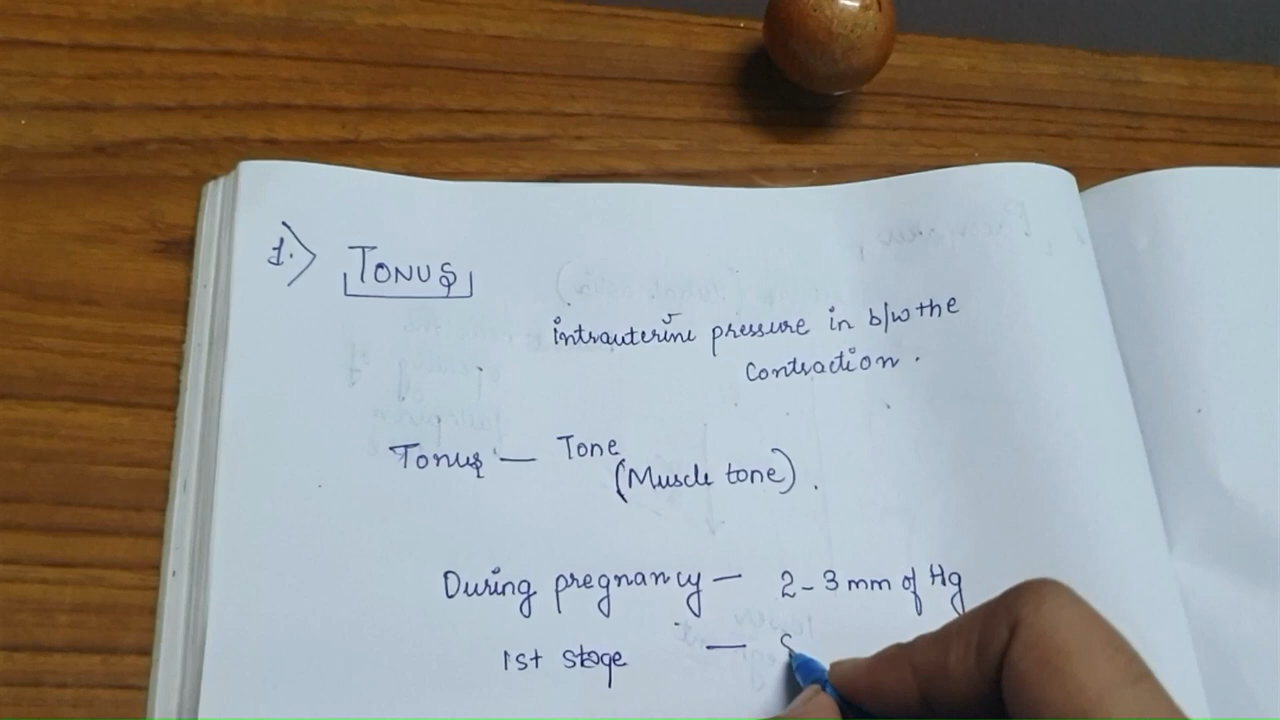 1.) TONUS
intrauterine pressure in b/w the
contraction.
Tonus — Tone
(Muscle tone).
During pregnancy — 2-3 mm of Hg
1st stage —